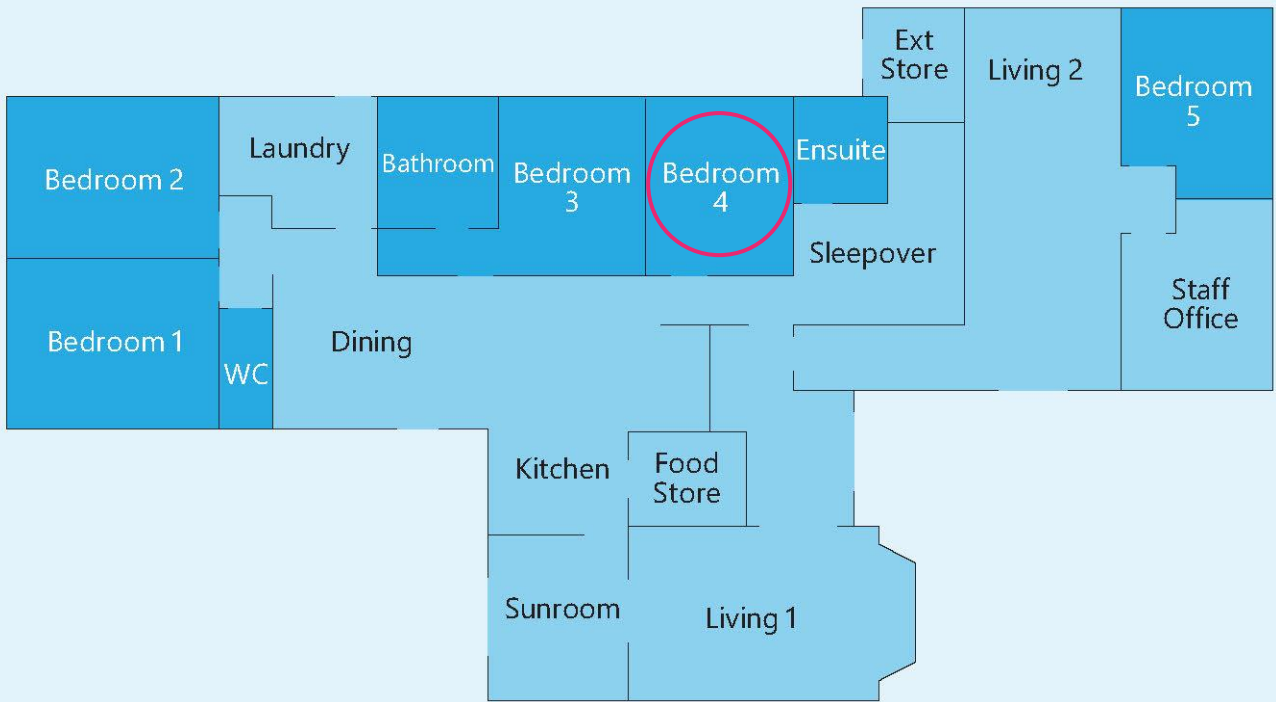 Ext
Store
Living 2
Bedroom
5
Laundry
Bathroom
Ensuite
Bedroom 2
Bedroom
3
Bedroom
4
Sleepover
Staff
Office
Bedroom 1
WC
Dining
Kitchen
Food
Store
Sunroom
Living 1